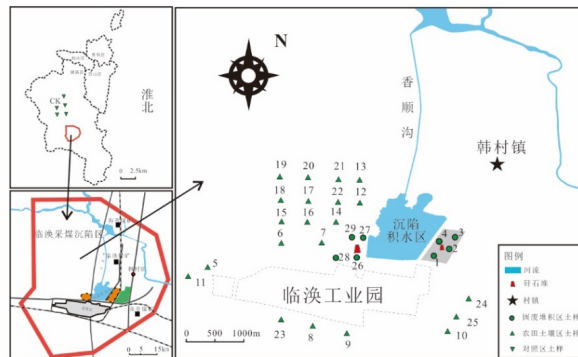 CK
淮北
0 2.5km
临涣采煤沉陷区
0 5 15km
N
香顺沟
韩村镇
19 20 21 13
18 17 22 12
15 16 14
6 7 29 27
28 26
沉陷
积水区
4 3
2
1
5
11
临涣工业园
23 8 9
24
25
10
0 500 1000m
图例
河流
矸石堆
村镇
固废堆积区土样
农田土壤区土样
对照区土样